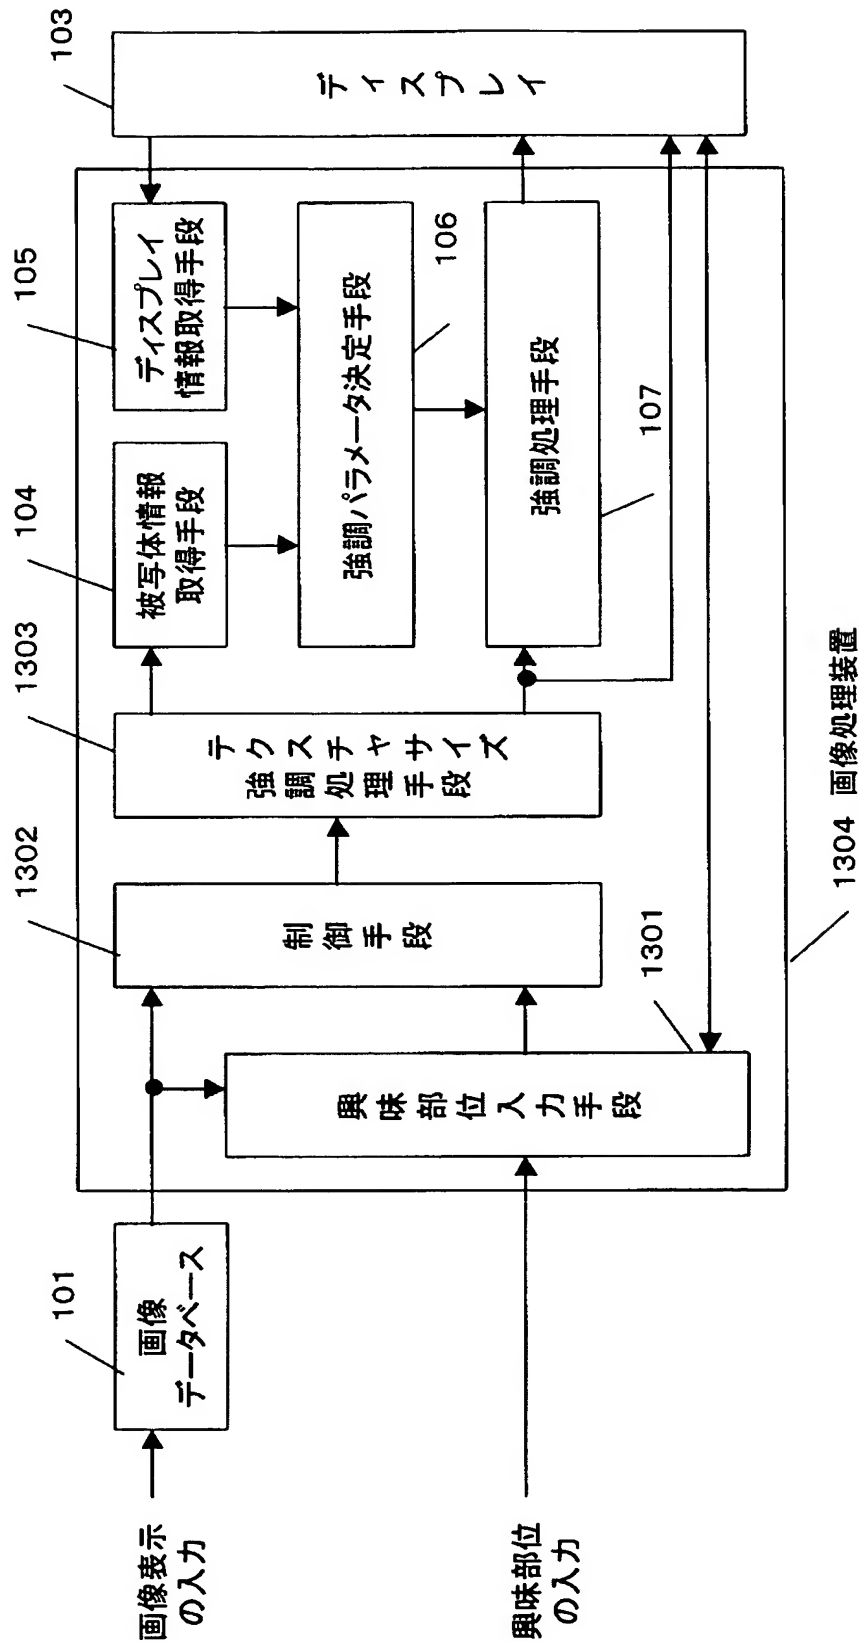 画像表示
の入力
101
画像
データベース
興味部位
の入力
1301
興味部位入力手段
1302
制御手段
1303
テクスチャサイズ
強調処理手段
104
被写体情報
取得手段
105
ディスプレイ
情報取得手段
106
強調パラメータ決定手段
107
強調処理手段
103
ディスプレイ
1304 画像処理装置